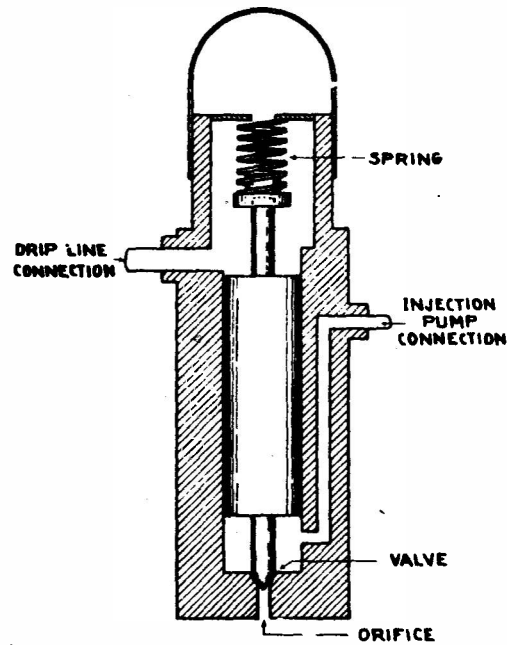 SPRING
DRIP LINE
CONNECTION
INJECTION
PUMP
CONNECTION
VALVE
ORIFICE